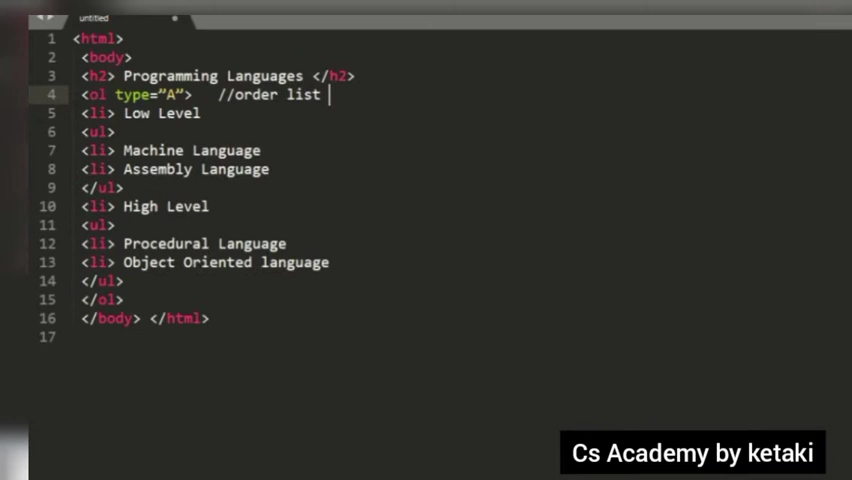 untitled
1 <html>
2 <body>
3 <h2> Programming Languages </h2>
4 <ol type=”A”> //order list
5 <li> Low Level
6 <ul>
7 <li> Machine Language
8 <li> Assembly Language
9 </ul>
10 <li> High Level
11 <ul>
12 <li> Procedural Language
13 <li> Object Oriented language
14 </ul>
15 </ol>
16 </body> </html>
17
Cs Academy by ketaki